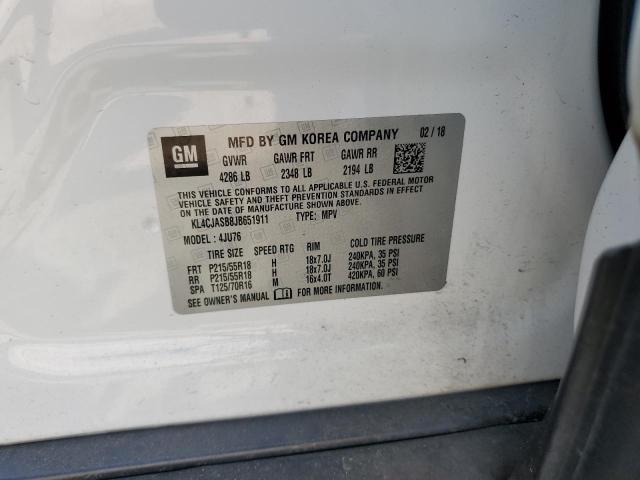 GM MFD BY GM KOREA COMPANY 02/18
GVWR GAWR FRT GAWR RR
4286 LB 2348 LB 2194 LB
THIS VEHICLE CONFORMS TO ALL APPLICABLE U.S. FEDERAL MOTOR
VEHICLE SAFETY AND THEFT PREVENTION STANDARDS IN EFFECT ON
THE DATE OF MANUFACTURE SHOWN ABOVE.
KL4CJASB8JB651911 TYPE: MPV
MODEL: 4JU76
TIRE SIZE SPEED RTG RIM COLD TIRE PRESSURE
FRT P215/55R18 H 18x7.0J 240KPA, 35 PSI
RR P215/55R18 H 18x7.0J 240KPA, 35 PSI
SPA T125/70R16 M 16x4.0T 420KPA, 60 PSI
SEE OWNER'S MANUAL FOR MORE INFORMATION.